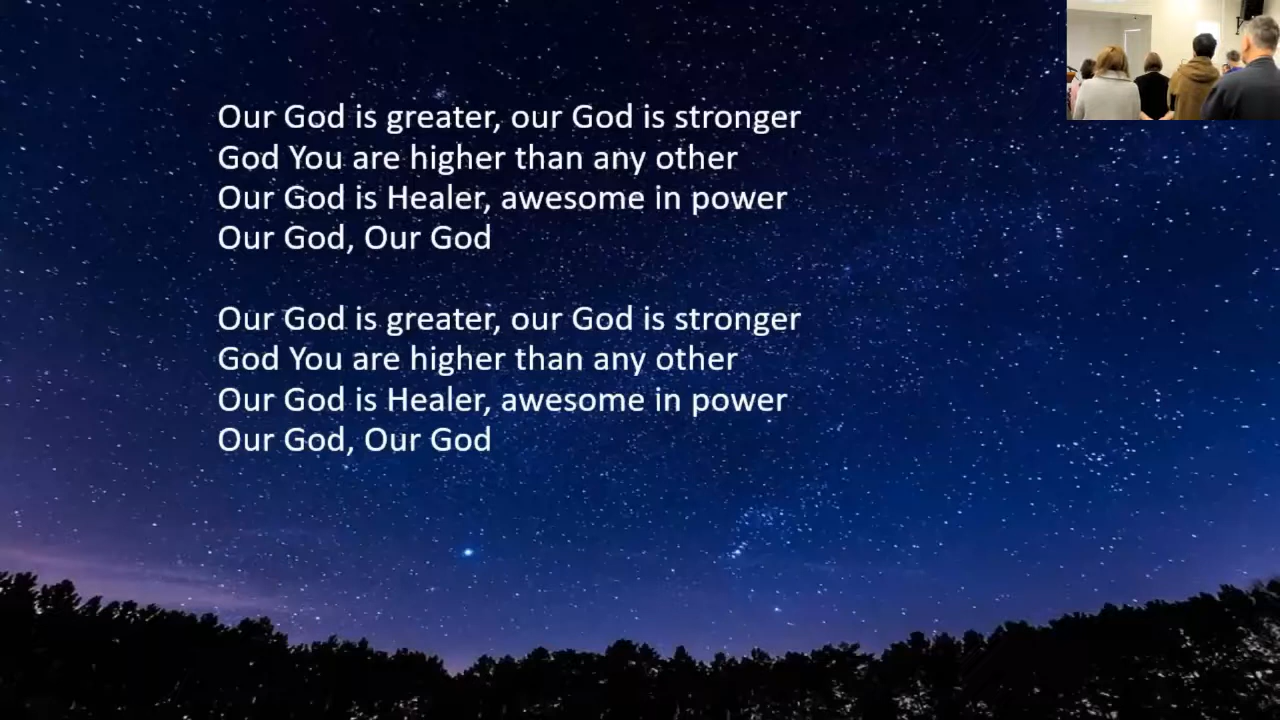 Our God is greater, our God is stronger
God You are higher than any other
Our God is Healer, awesome in power
Our God, Our God
Our God is greater, our God is stronger
God You are higher than any other
Our God is Healer, awesome in power
Our God, Our God